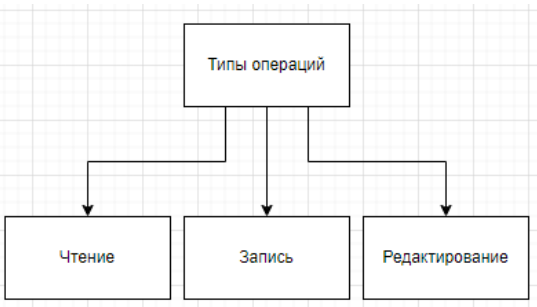 Типы операций
Чтение
Запись
Редактирование